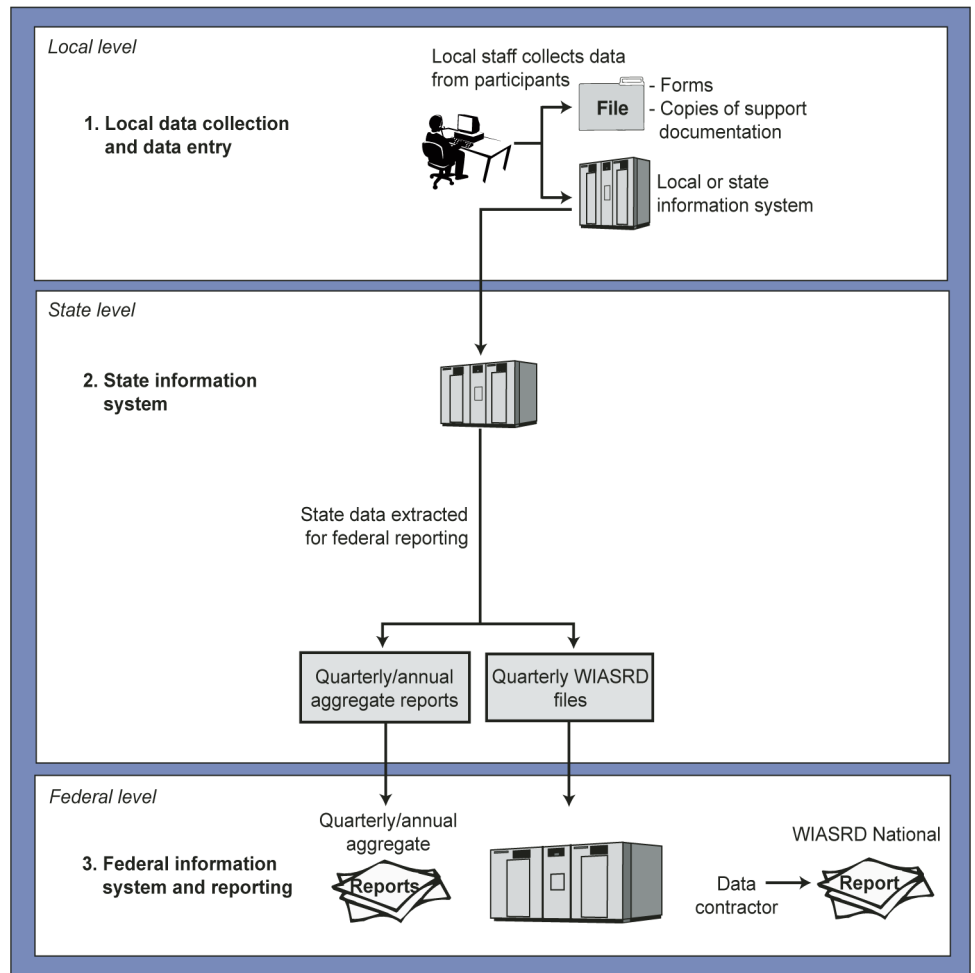 Local level
Local staff collects data
from participants
1. Local data collection
and data entry
File
- Forms
- Copies of support
documentation
Local or state
information system
State level
2. State information
system
State data extracted
for federal reporting
Quarterly/annual
aggregate reports
Quarterly WIASRD
files
Federal level
3. Federal information
system and reporting
Quarterly/annual
aggregate
Reports
Data
contractor
WIASRD National
Report